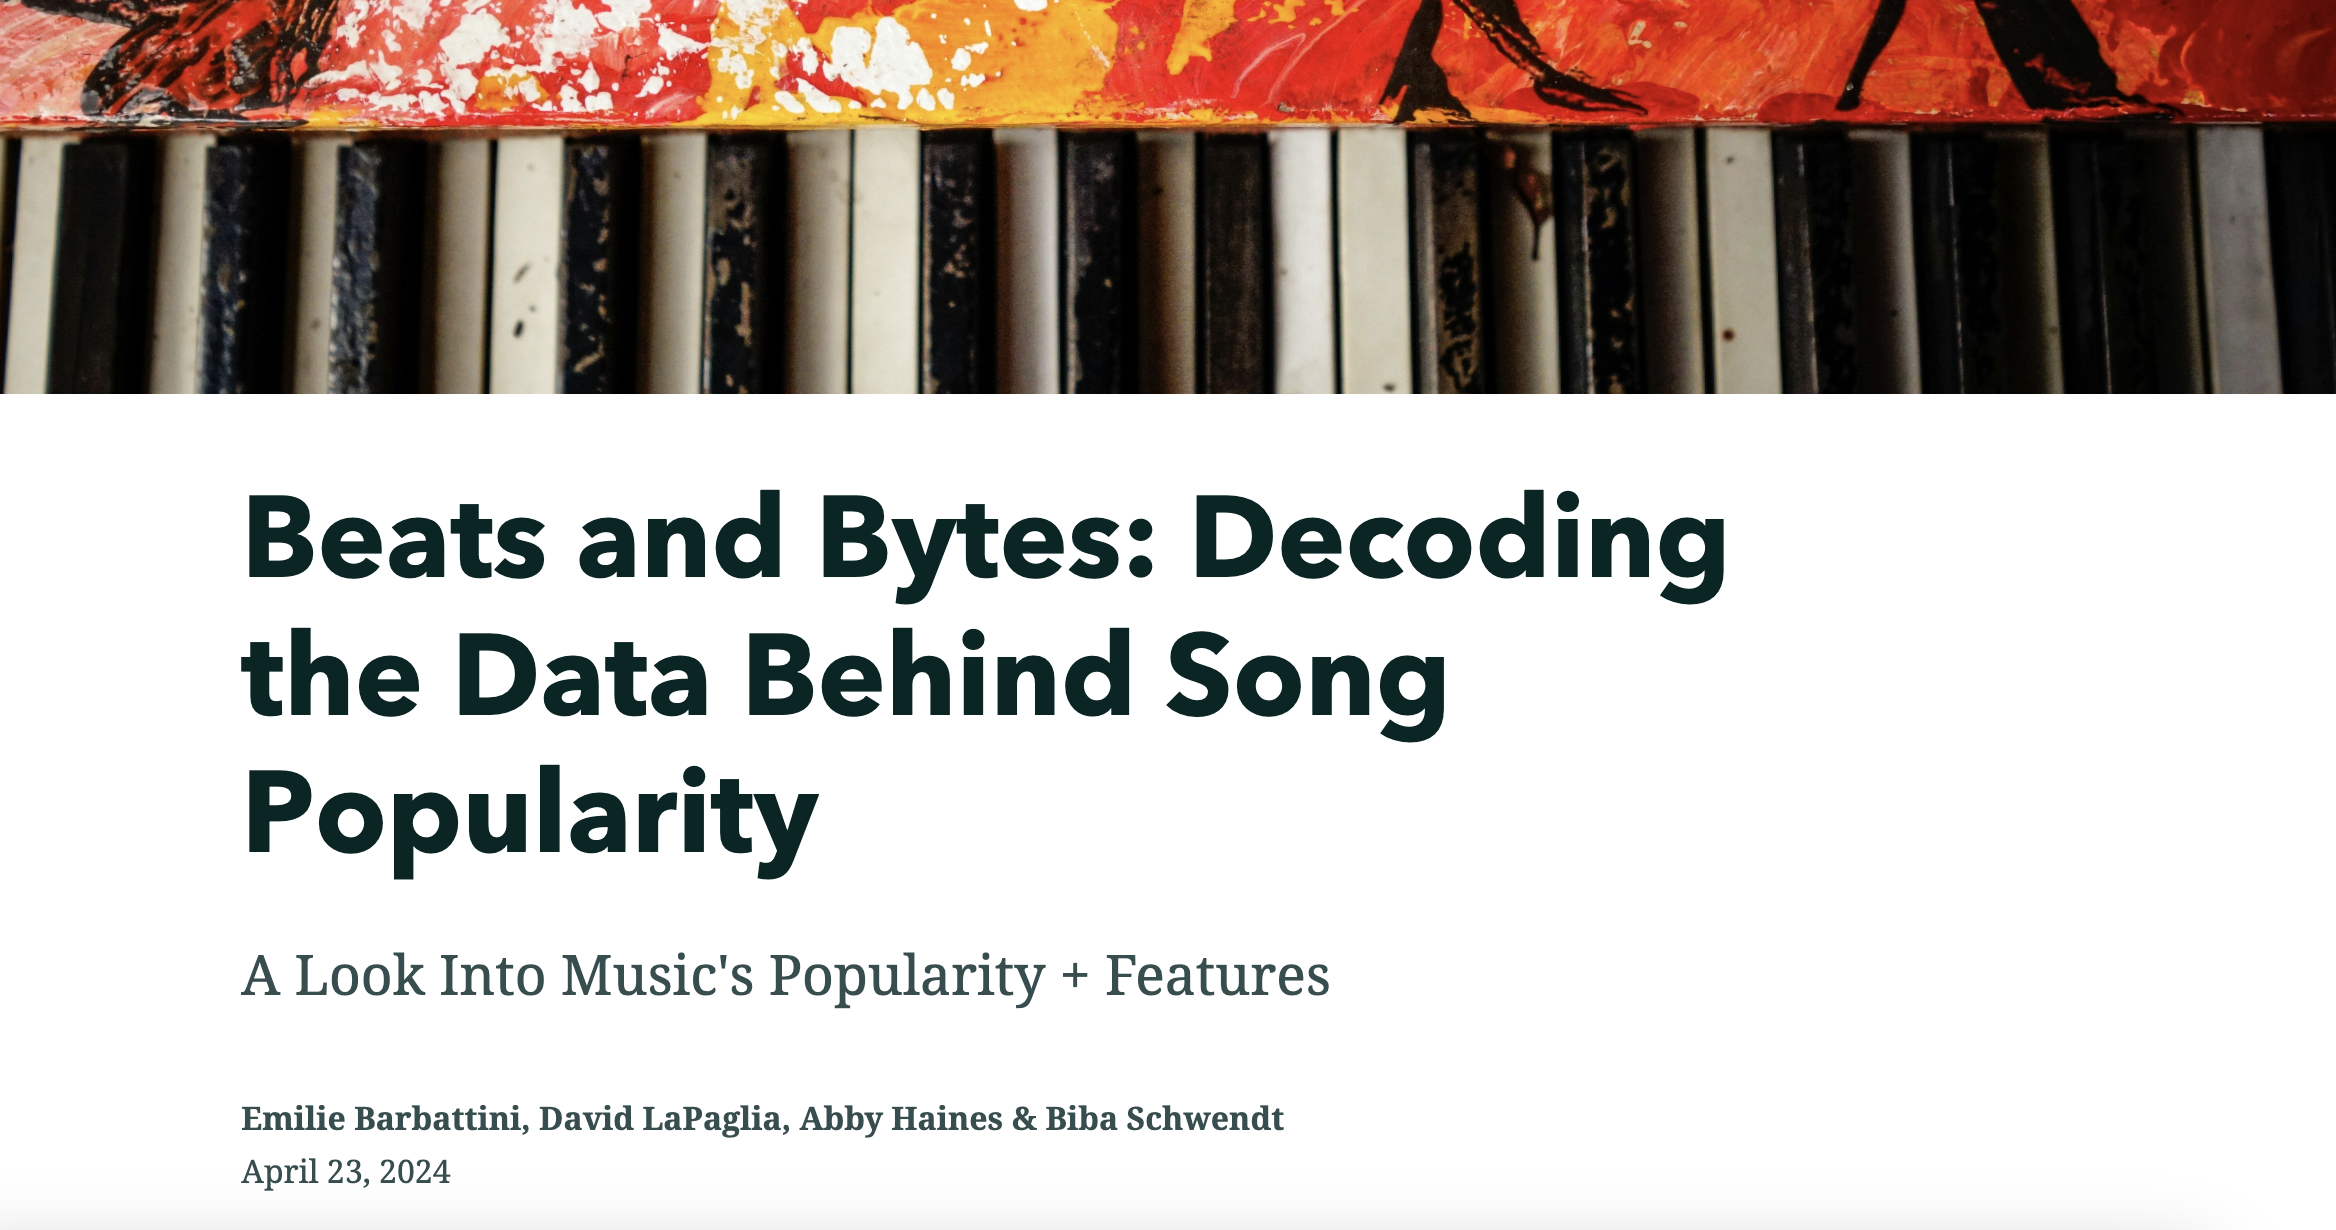 Beats and Bytes: Decoding
the Data Behind Song
Popularity
A Look Into Music's Popularity + Features
Emilie Barbattini, David LaPaglia, Abby Haines & Biba Schwendt
April 23, 2024